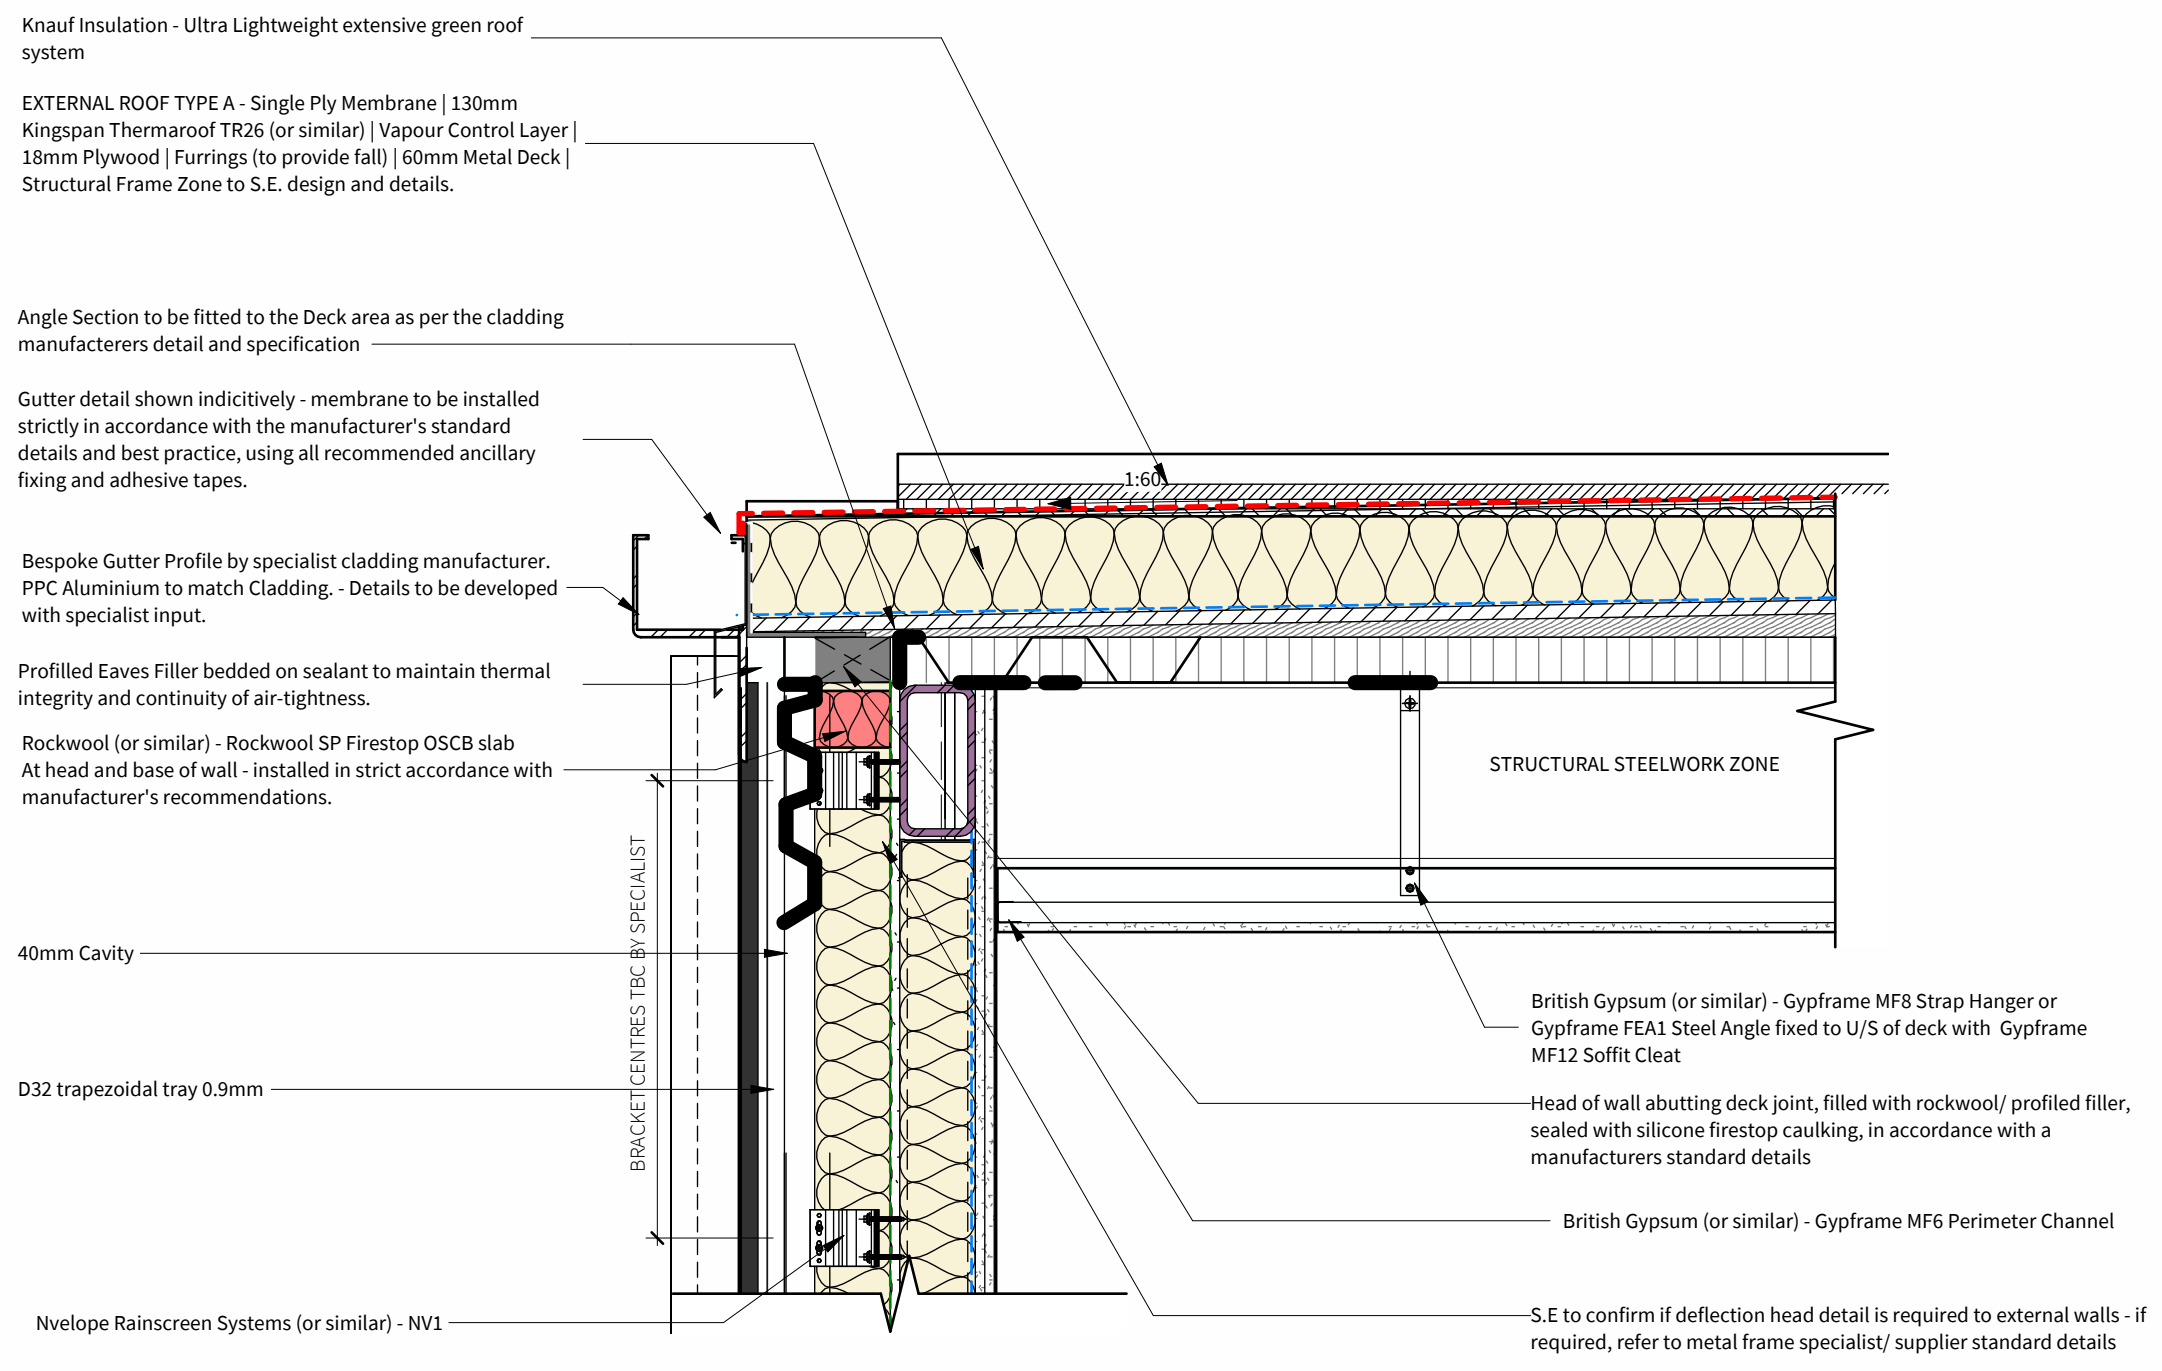 Knauf Insulation - Ultra Lightweight extensive green roof
system
EXTERNAL ROOF TYPE A - Single Ply Membrane | 130mm
Kingspan Thermaroof TR26 (or similar) | Vapour Control Layer |
18mm Plywood | Furrings (to provide fall) | 60mm Metal Deck |
Structural Frame Zone to S.E. design and details.
Angle Section to be fitted to the Deck area as per the cladding
manufacterers detail and specification
Gutter detail shown indicitively - membrane to be installed
strictly in accordance with the manufacturer's standard
details and best practice, using all recommended ancillary
fixing and adhesive tapes.
1:60
Bespoke Gutter Profile by specialist cladding manufacturer.
PPC Aluminium to match Cladding. - Details to be developed
with specialist input.
Profilled Eaves Filler bedded on sealant to maintain thermal
integrity and continuity of air-tightness.
Rockwool (or similar) - Rockwool SP Firestop OSCB slab
At head and base of wall - installed in strict accordance with
manufacturer's recommendations.
STRUCTURAL STEELWORK ZONE
BRACKET CENTRES TBC BY SPECIALIST
40mm Cavity
D32 trapezoidal tray 0.9mm
Nvelope Rainscreen Systems (or similar) - NV1
British Gypsum (or similar) - Gypframe MF8 Strap Hanger or
Gypframe FEA1 Steel Angle fixed to U/S of deck with Gypframe
MF12 Soffit Cleat
Head of wall abutting deck joint, filled with rockwool/ profiled filler,
sealed with silicone firestop caulking, in accordance with a
manufacturers standard details
British Gypsum (or similar) - Gypframe MF6 Perimeter Channel
S.E to confirm if deflection head detail is required to external walls - if
required, refer to metal frame specialist/ supplier standard details